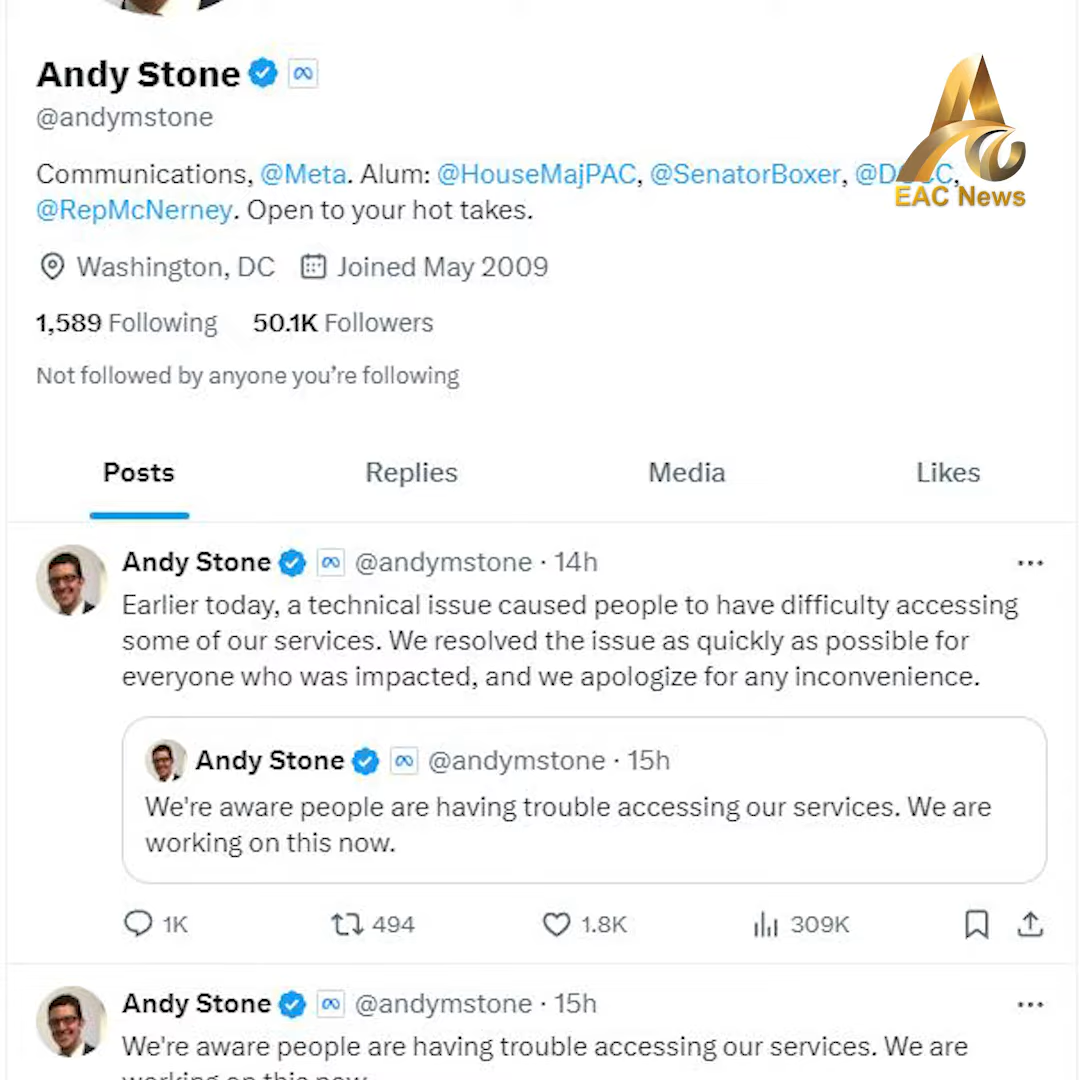 Andy Stone
@andymstone
EAC News
Communications, @Meta. Alum: @HouseMajPAC, @SenatorBoxer,
@RepMcNerney. Open to your hot takes.
Washington, DC Joined May 2009
1,589 Following 50.1K Followers
Not followed by anyone you're following
Posts Replies Media Likes
Andy Stone @andymstone · 14h
Earlier today, a technical issue caused people to have difficulty accessing
some of our services. We resolved the issue as quickly as possible for
everyone who was impacted, and we apologize for any inconvenience.
Andy Stone @andymstone · 15h
We're aware people are having trouble accessing our services. We are
working on this now.
1K 494 1.8K 309K
Andy Stone @andymstone · 15h
We're aware people are having trouble accessing our services. We are